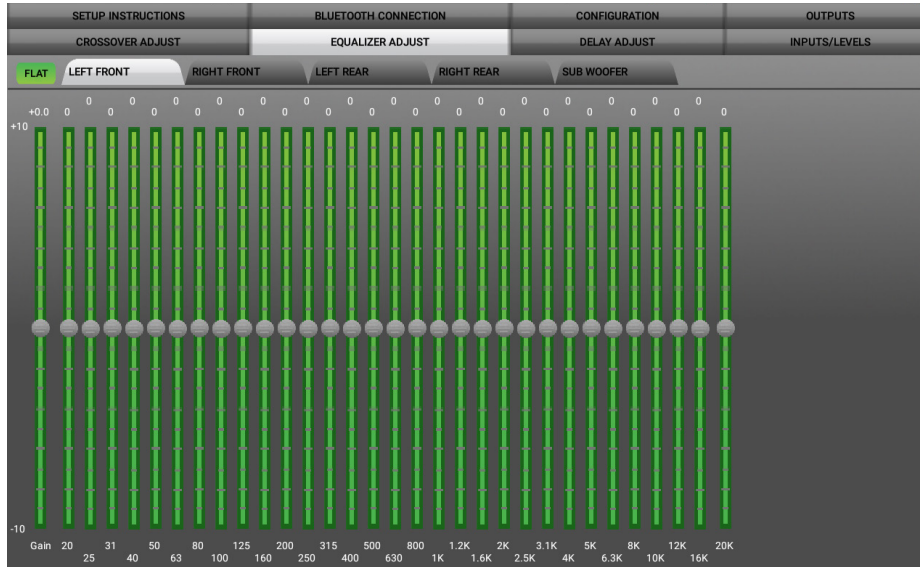 SETUP INSTRUCTIONS BLUETOOTH CONNECTION CONFIGURATION OUTPUTS
CROSSOVER ADJUST EQUALIZER ADJUST DELAY ADJUST INPUTS/LEVELS
FLAT LEFT FRONT RIGHT FRONT LEFT REAR RIGHT REAR SUB WOOFER
0 0 0 0 0 0 0 0 0 0 0 0 0 0 0
+0.0 0 0 0 0 0 0 0 0 0 0 0 0 0 0 0 0
+10
-10
Gain 20 31 50 80 125 200 315 500 800 1.2K 2K 3.1K 5K 8K 12K 20K
25 40 63 100 160 250 400 630 1K 1.6K 2.5K 4K 6.3K 10K 16K